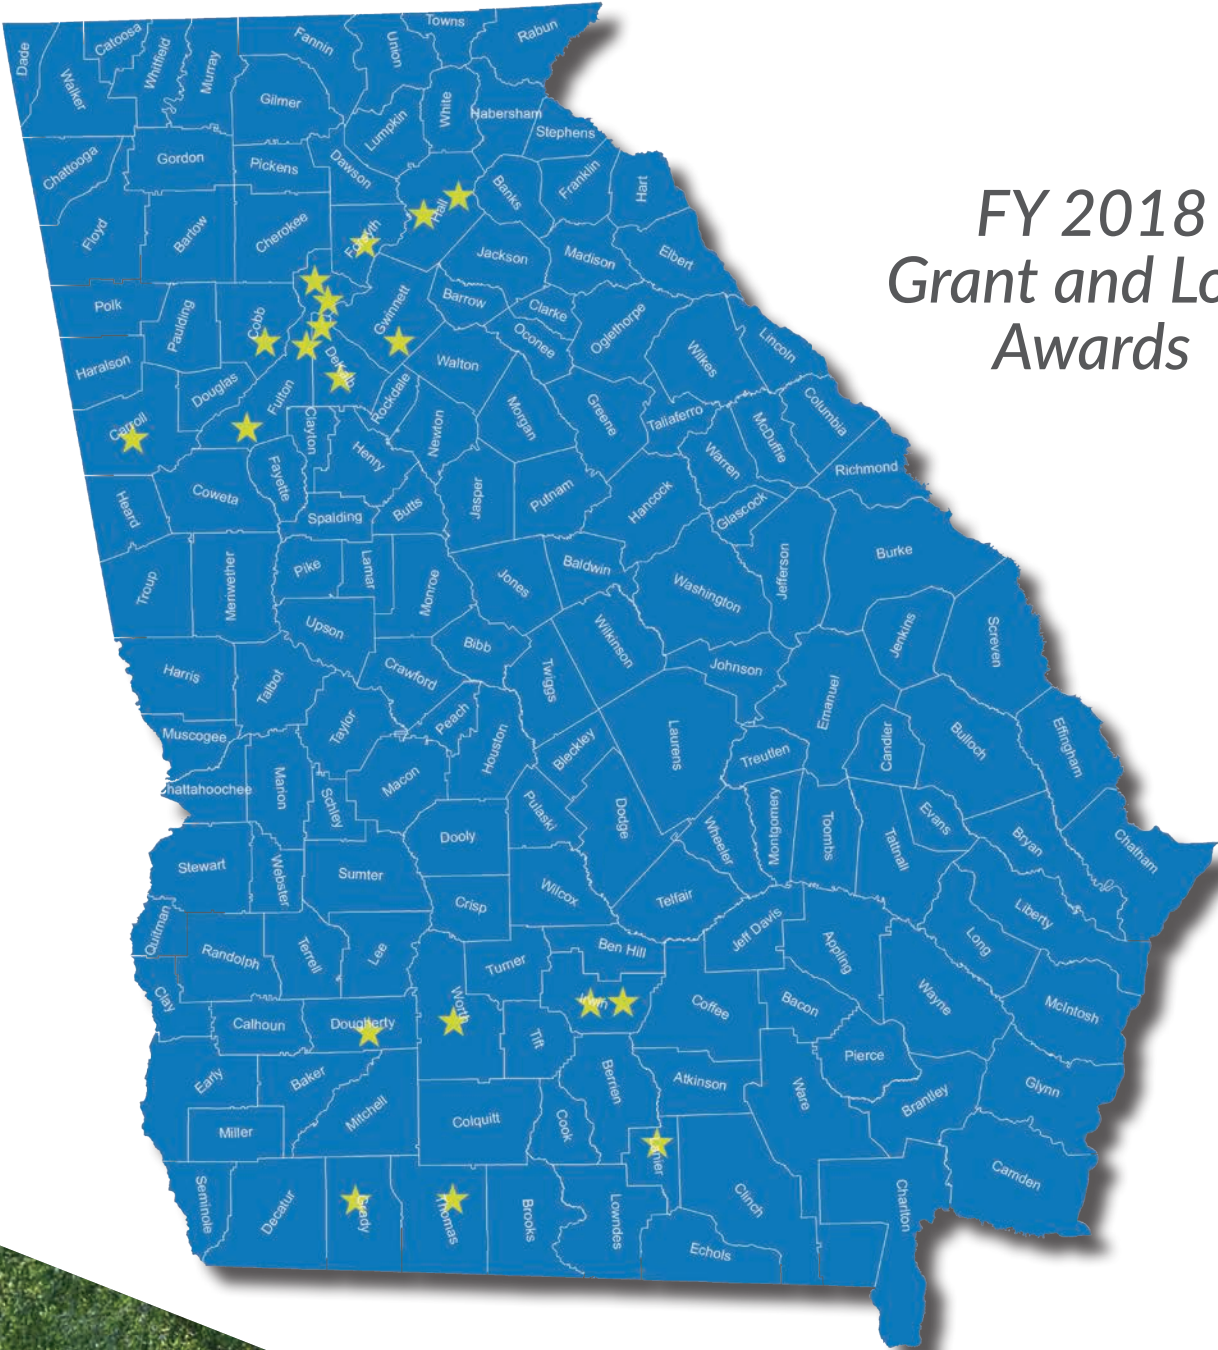 Towns
Rabun
Fannin
Union
Catoosa
Dade
Whitfield
Murray
Walker
Gilmer
White
Habersham
Lumpkin
Stephens
Chattooga
Gordon
Pickens
Dawson
Banks
Franklin
Hart
Hall
FY 2018
Grant and Lo
Awards
Floyd
Bartow
Cherokee
Jackson
Madison
Elbert
Polk
Paulding
Cobb
Gwinnett
Barrow
Clarke
Oconee
Oglethorpe
Wilkes
Lincoln
Haralson
Douglas
Fulton
DeKalb
Rockdale
Walton
Morgan
Greene
Taliaferro
McDuffie
Columbia
Carroll
Clayton
Henry
Newton
Warren
Richmond
Heard
Coweta
Fayette
Spalding
Butts
Jasper
Putnam
Hancock
Glascock
Troup
Meriwether
Pike
Lamar
Monroe
Jones
Baldwin
Washington
Jefferson
Burke
Upson
Bibb
Wilkinson
Jenkins
Screven
Harris
Talbot
Crawford
Twiggs
Johnson
Emanuel
Muscogee
Taylor
Peach
Houston
Bleckley
Laurens
Treutlen
Candler
Bulloch
Effingham
hattahoochee
Marion
Schley
Macon
Pulaski
Dodge
Wheeler
Montgomery
Toombs
Tattnall
Evans
Bryan
Chatham
Stewart
Webster
Sumter
Dooly
Crisp
Wilcox
Telfair
Quitman
Randolph
Terrell
Lee
Turner
Ben Hill
Jeff Davis
Appling
Long
Liberty
Clay
Calhoun
Dougherty
Worth
Tift
Irwin
Coffee
Bacon
Wayne
McIntosh
Early
Baker
Mitchell
Colquitt
Cook
Berrien
Atkinson
Ware
Pierce
Brantley
Glynn
Miller
Seminole
Decatur
Grady
Thomas
Brooks
Lowndes
Clinch
Echols
Charlton
Camden